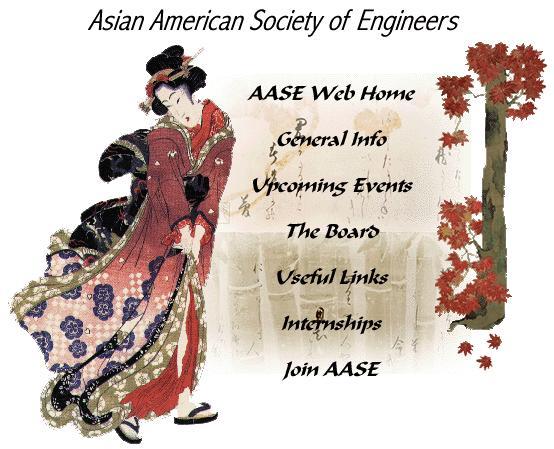 Asian American Society of Engineers
AASE Web Home
General Info
Upcoming Events
The Board
Useful Links
Internships
Join AASE